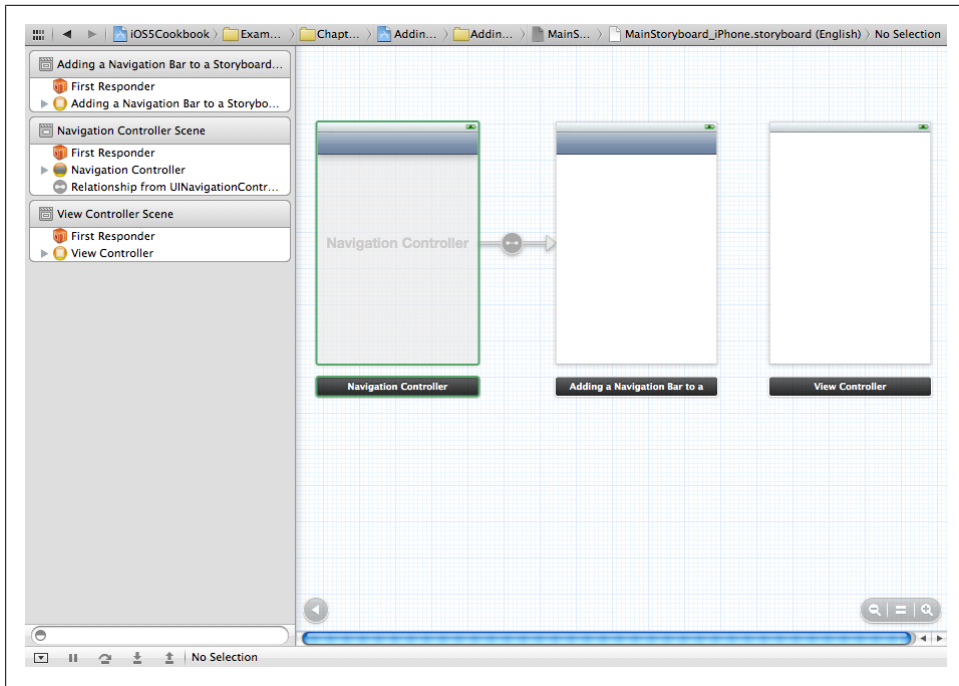 iOS5Cookbook Exam... Chapt... Addin... Addin... MainS... MainStoryboard_iPhone.storyboard (English) No Selection
Adding a Navigation Bar to a Storyboard...
First Responder
Adding a Navigation Bar to a Storybo...
Navigation Controller Scene
First Responder
Navigation Controller
Relationship from UINavigationContr...
View Controller Scene
First Responder
View Controller
Navigation Controller
Navigation Controller
Adding a Navigation Bar to a
View Controller
No Selection